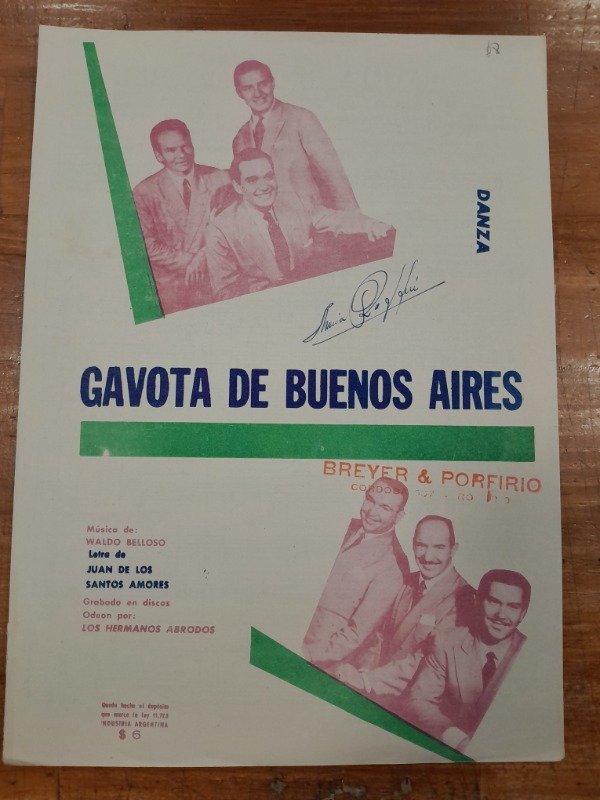 68
DANZA
GAVOTA DE BUENOS AIRES
BREYER & PORFIRIO
Música de:
WALDO BELLOSO
Letra de
JUAN DE LOS
SANTOS AMORES
Grabado en discos
Odeon por:
LOS HERMANOS ABRODOS
Queda hecho el depósito
que marca la ley 11.723
INDUSTRIA ARGENTINA
$ 6